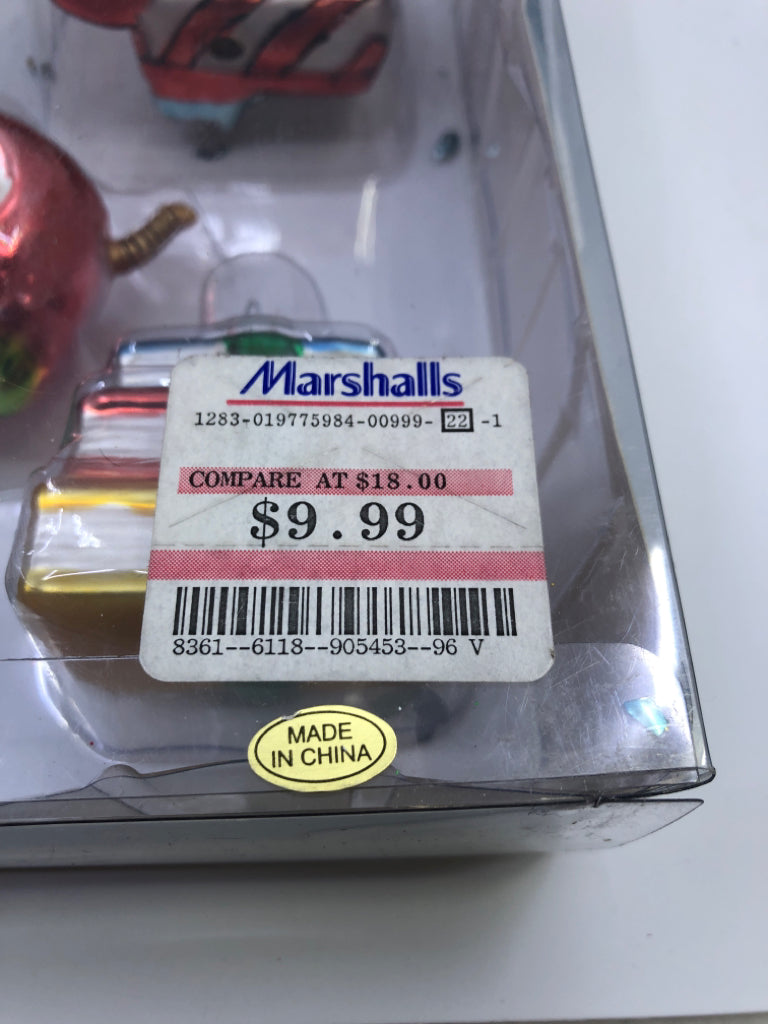 Marshalls
1283-019775984-00999- 22 -1
COMPARE AT $18.00
$9.99
8361--6118--905453--96 V
MADE
IN CHINA